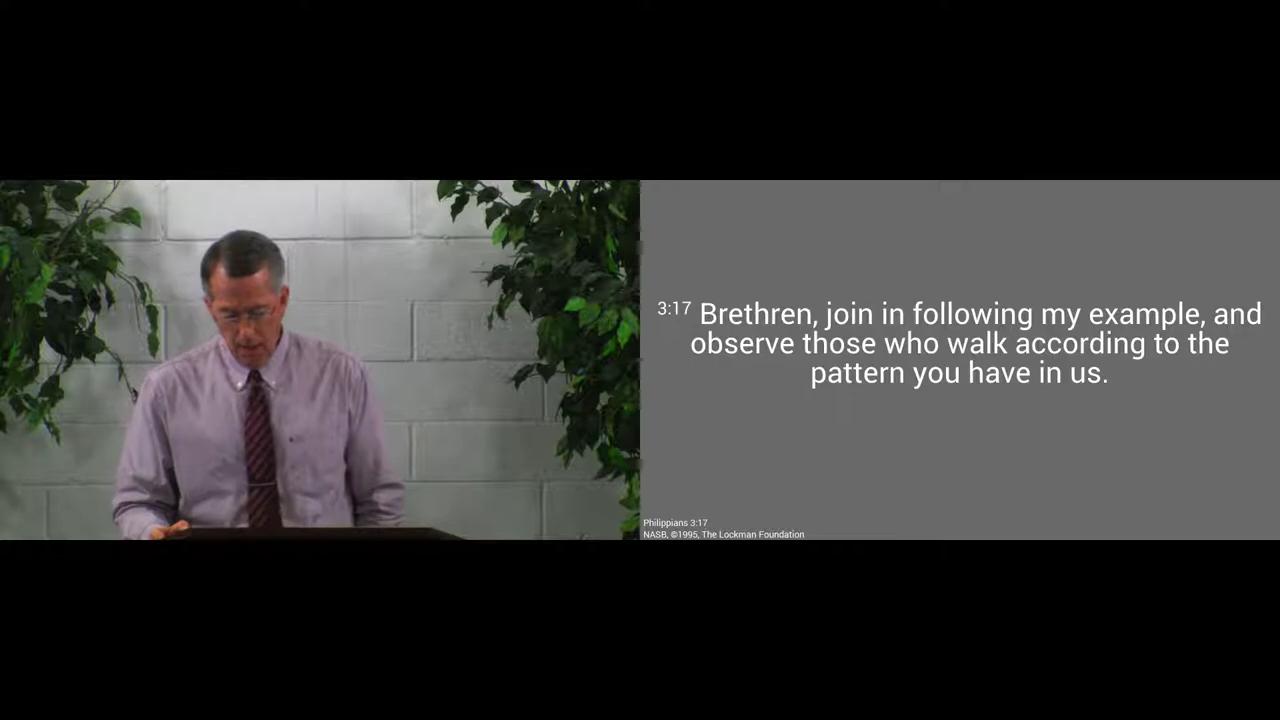 3:17 Brethren, join in following my example, and
observe those who walk according to the
pattern you have in us.
Philippians 3:17
NASB, ©1995, The Lockman Foundation